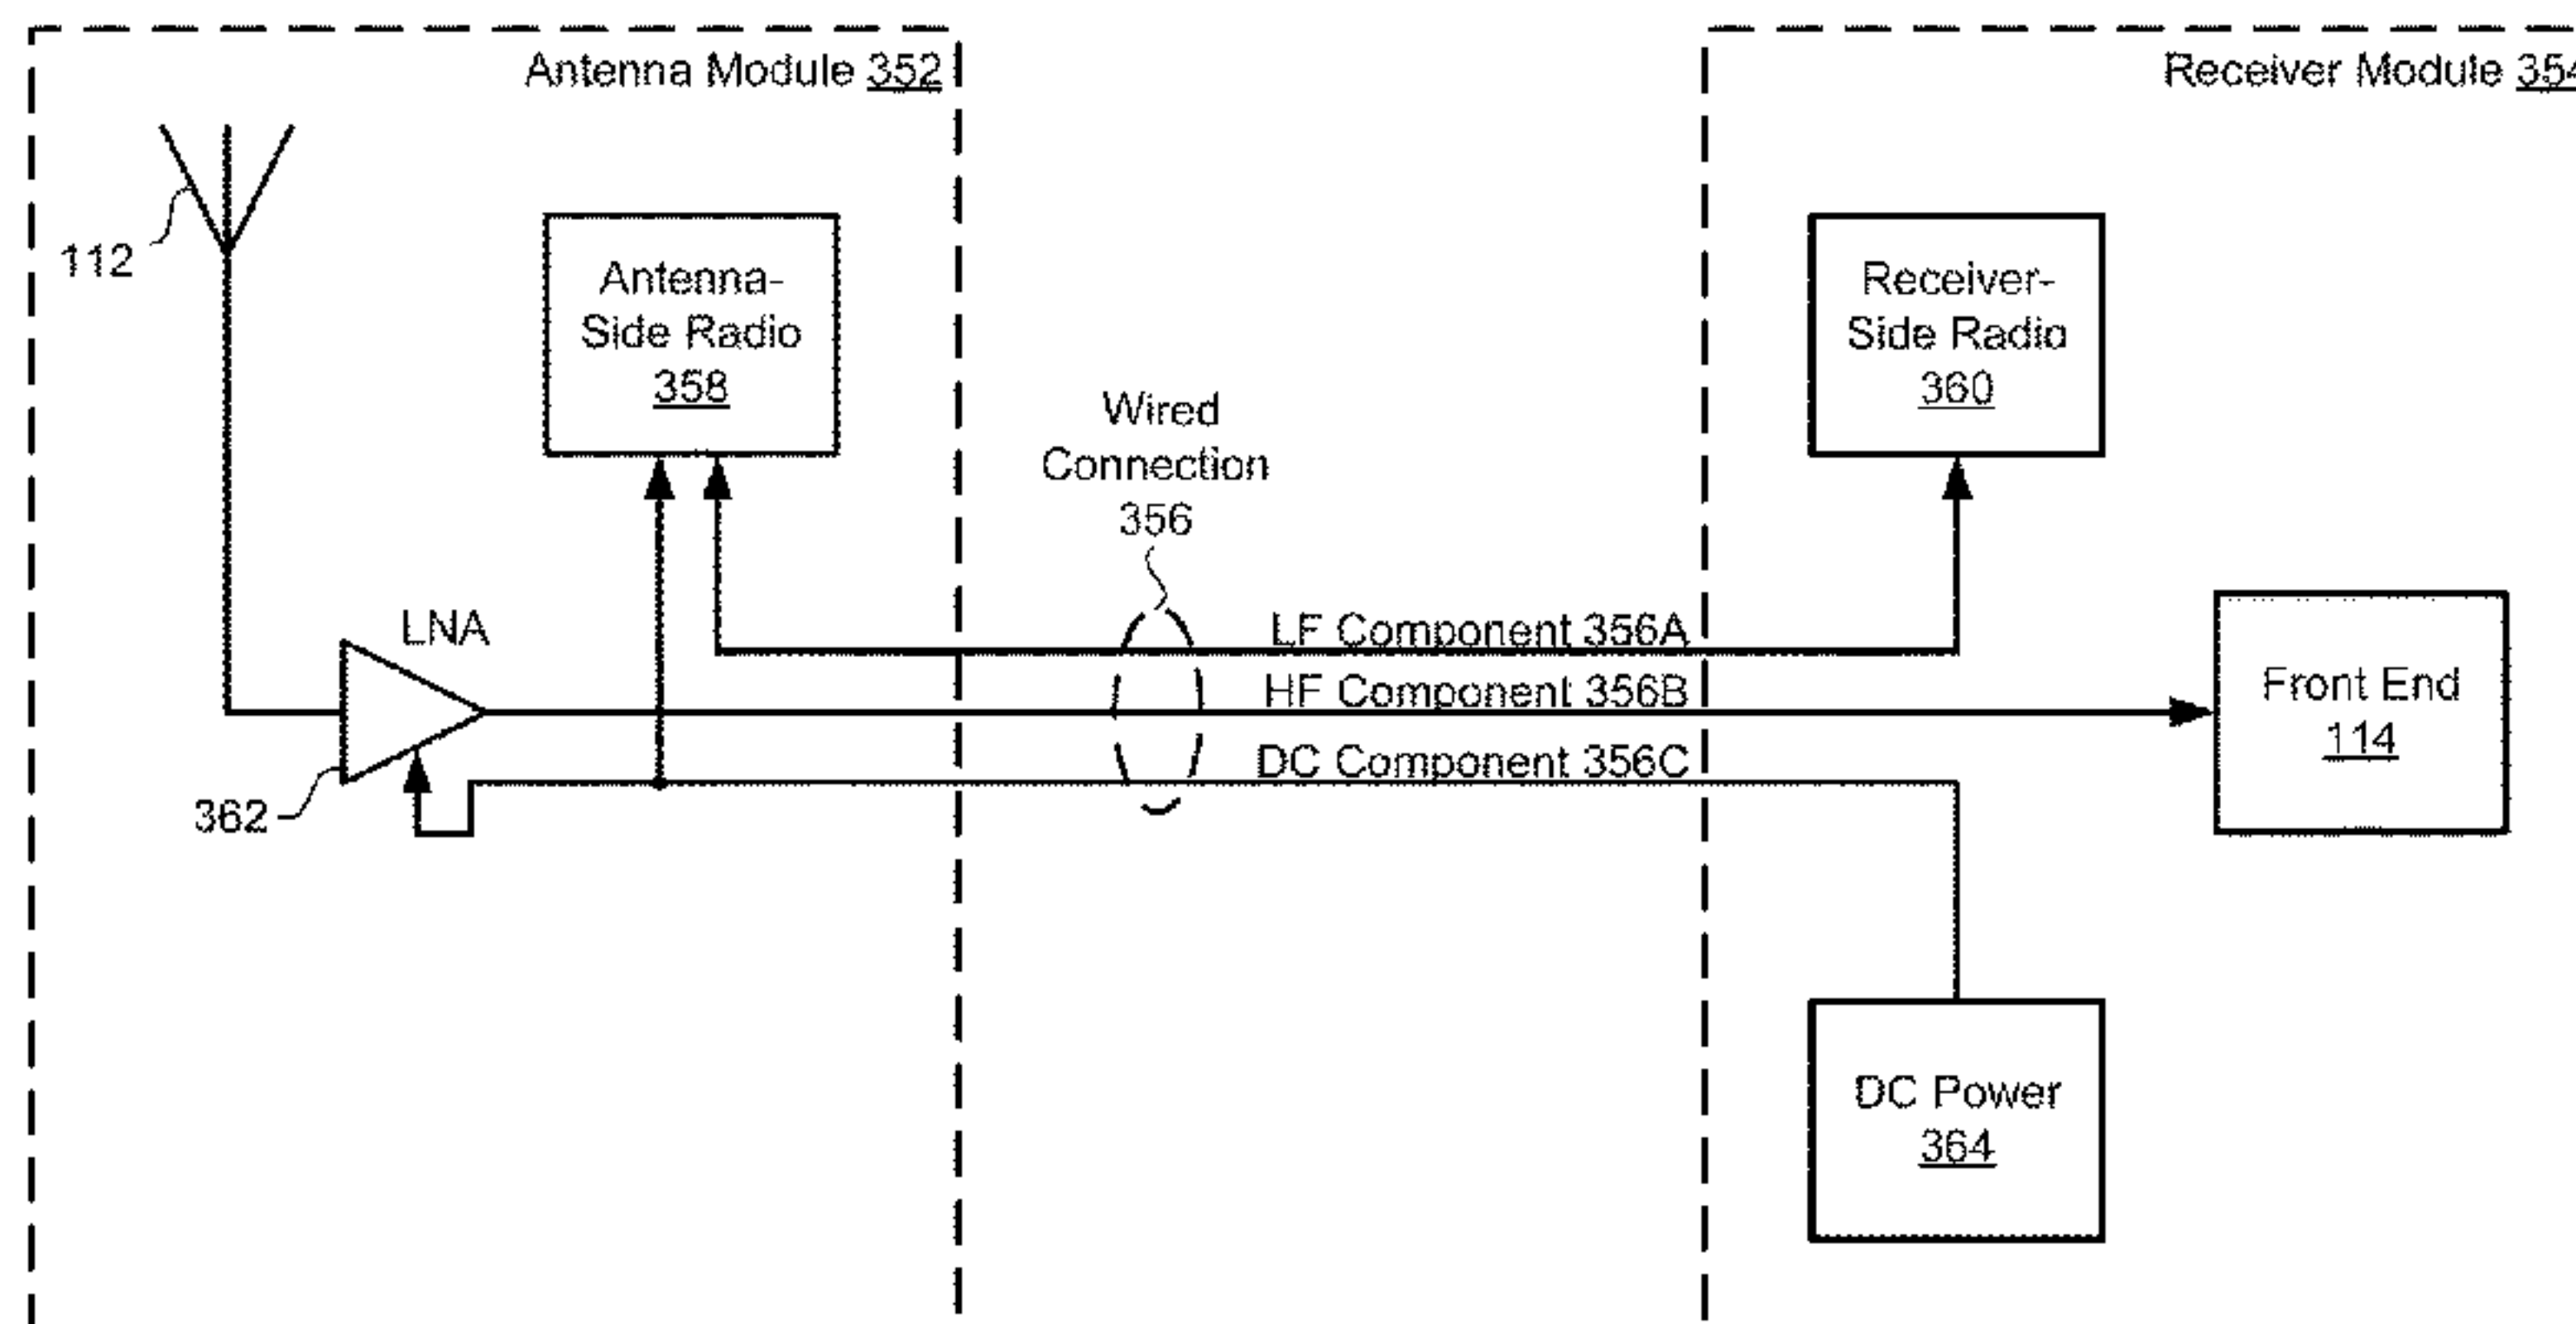 Antenna Module 352
Receiver Module 354
112
Antenna-
Side Radio
358
Receiver-
Side Radio
360
Wired
Connection
356
LNA
362
LF Component 356A
HF Component 356B
DC Component 356C
Front End
114
DC Power
364